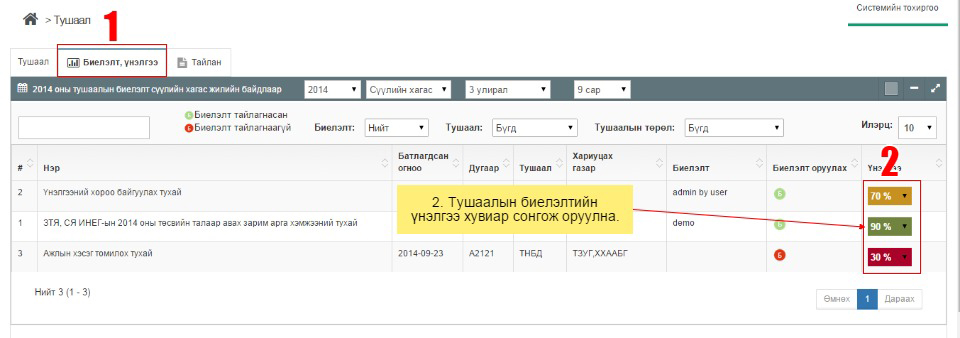 Системийн тохиргоо
> Тушаал
1
Тушаал
Биелэлт, үнэлгээ
Тайлан
2014 оны тушаалын биелэлт сүүлийн хагас жилийн байдлаар
2014
Сүүлийн хагас
3 улирал
9 сар
Биелэлт тайлагнасан
Биелэлт тайлагнаагүй
Биелэлт: Нийт
Тушаал: Бүгд
Тушаалын төрөл: Бүгд
Илэрц: 10
2
# Нэр Батлагдсан огноо Дугаар Тушаал Хариуцах газар Биелэлт Биелэлт оруулах
2 Үнэлгээний хороо байгуулах тухай admin by user Б 70 %
1 ЗТЯ, СЯ ИНЕГ-ын 2014 оны төсвийн талаар авах зарим арга хэмжээний тухай demo 90 %
3 Ажлын хэсэг томилох тухай 2014-09-23 А2121 ТНБД ТЗУГ,ХХААБГ Б 30 %
2. Тушаалын биелэлтийн
үнэлгээ хувиар сонгож оруулна.
Нийт 3 (1 - 3)
Өмнөх 1 Дараах